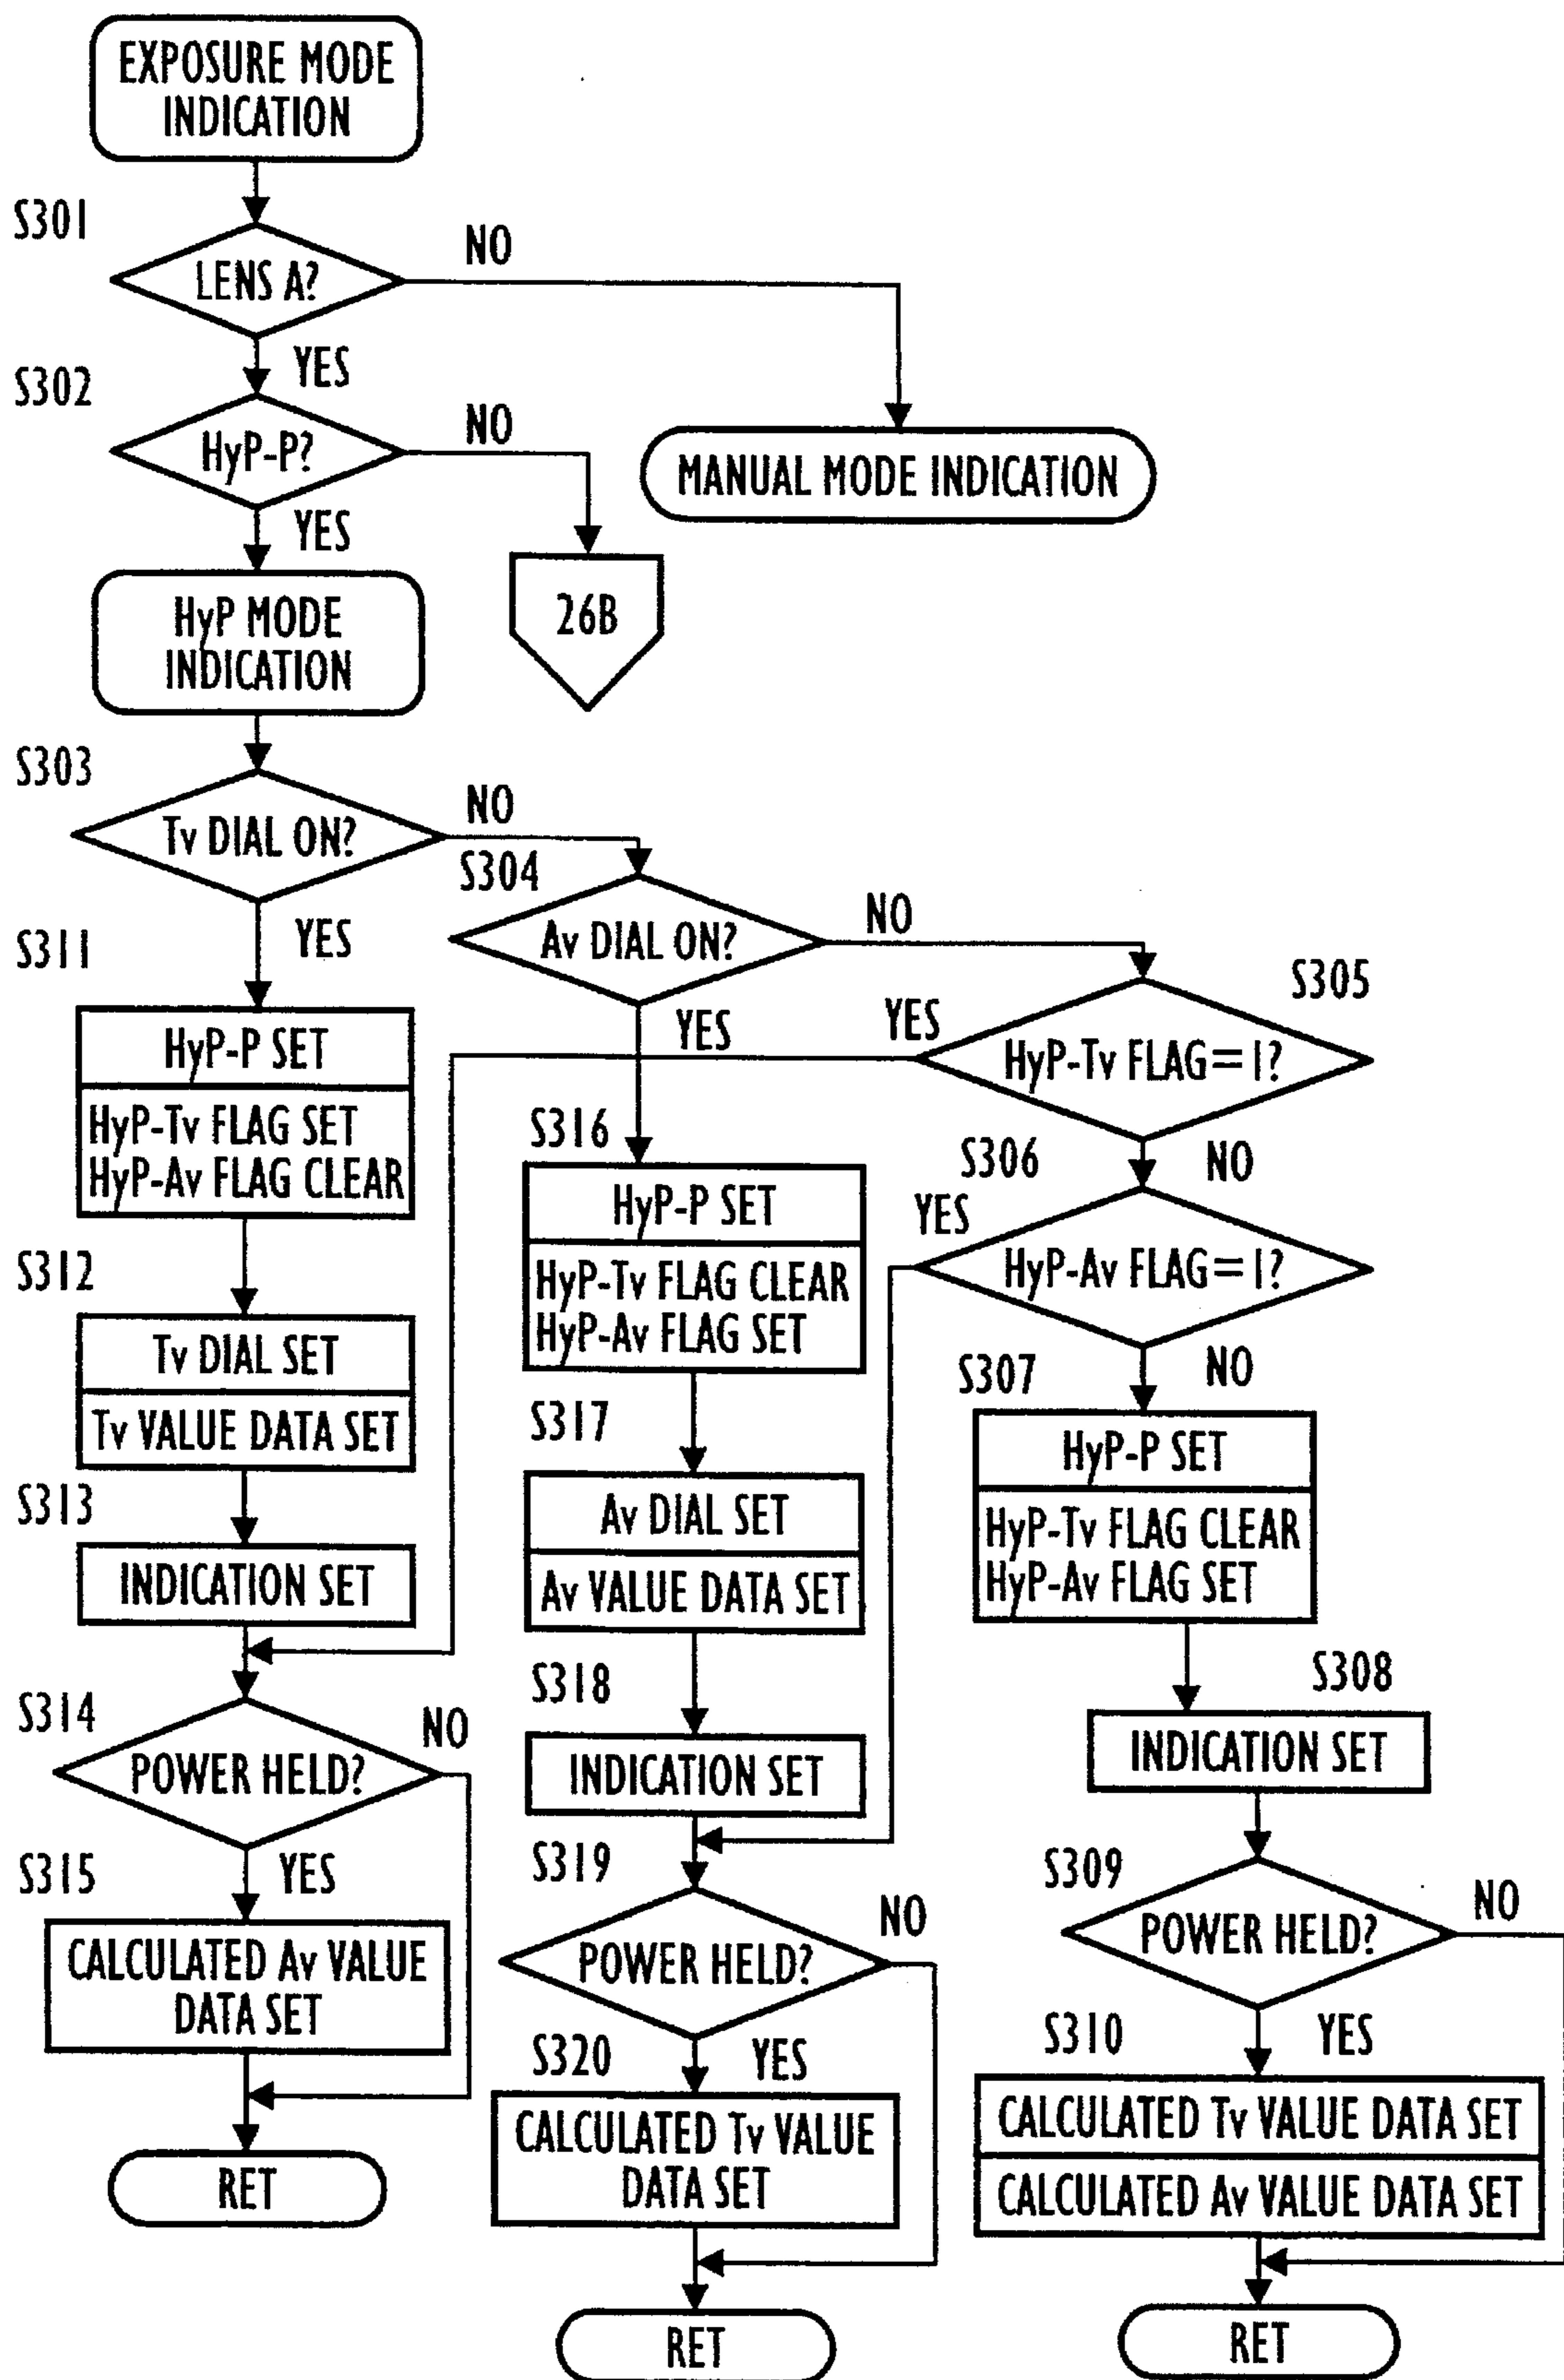 EXPOSURE MODE
INDICATION
S301
LENS A?
NO
YES
S302
HyP-P?
NO
MANUAL MODE INDICATION
YES
HyP MODE
INDICATION
26B
S303
Tv DIAL ON?
NO
S304
Av DIAL ON?
NO
S311
YES
S305
HyP-Tv FLAG=1?
YES
YES
HyP-P SET
HyP-Tv FLAG SET
HyP-Av FLAG CLEAR
S316
HyP-P SET
HyP-Tv FLAG CLEAR
HyP-Av FLAG SET
S306
NO
YES
HyP-Av FLAG=1?
S312
Tv DIAL SET
Tv VALUE DATA SET
S307
NO
HyP-P SET
HyP-Tv FLAG CLEAR
HyP-Av FLAG SET
S317
Av DIAL SET
Av VALUE DATA SET
S313
INDICATION SET
S318
INDICATION SET
S308
INDICATION SET
S314
POWER HELD?
NO
S315
YES
CALCULATED Av VALUE
DATA SET
RET
S319
POWER HELD?
NO
S320
YES
CALCULATED Tv VALUE
DATA SET
RET
S309
POWER HELD?
NO
S310
YES
CALCULATED Tv VALUE DATA SET
CALCULATED Av VALUE DATA SET
RET